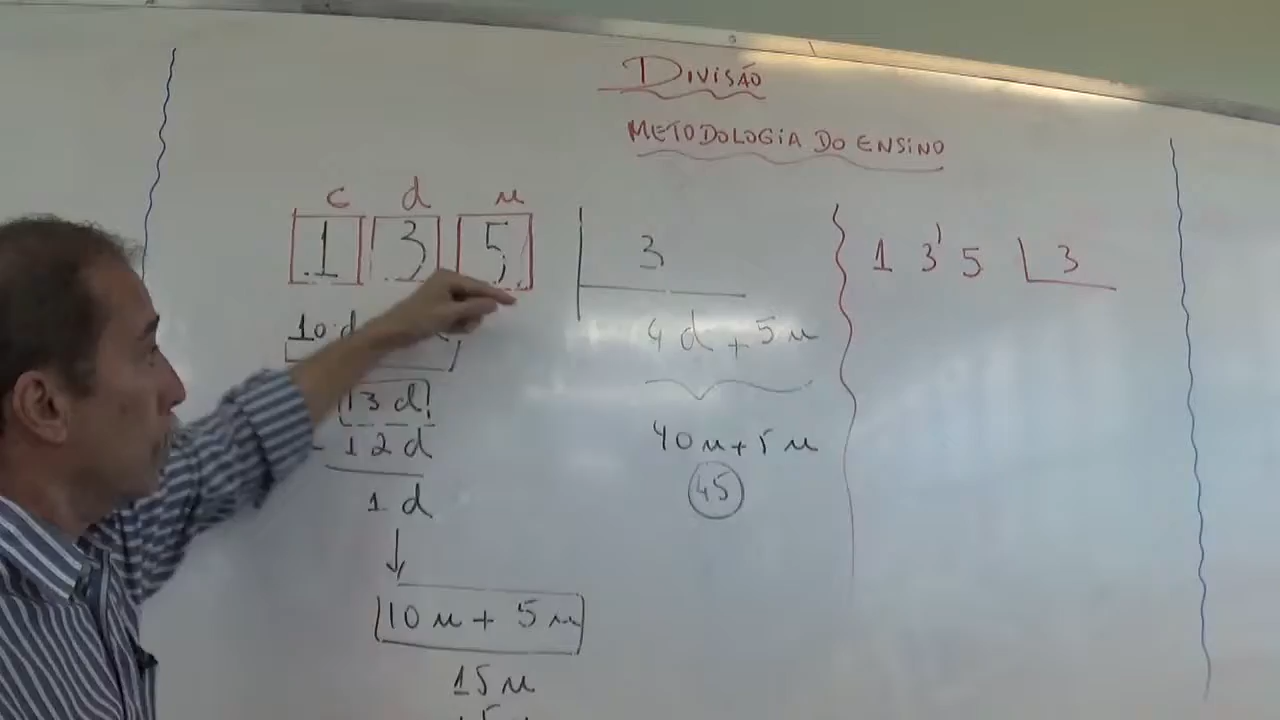 DIVISÃO
METODOLOGIA DO ENSINO
c d u
1 3 5 3
10 d
4 d + 5 u
13 d
- 12 d
40 u + 5 u
1 d
45
10 u + 5 u
15 u
1 3' 5 3